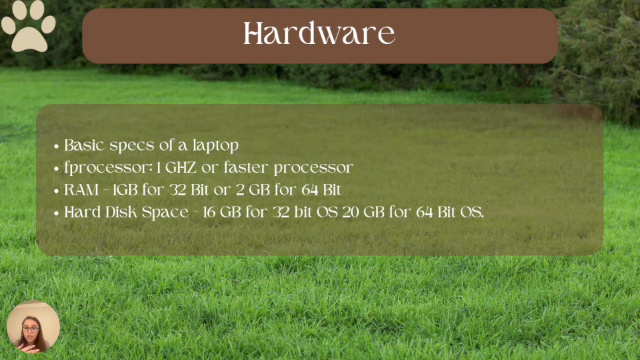 Hardware
• Basic specs of a laptop
• fprocessor: 1 GHZ or faster processor
• RAM - 1GB for 32 Bit or 2 GB for 64 Bit
• Hard Disk Space - 16 GB for 32 bit OS 20 GB for 64 Bit OS.